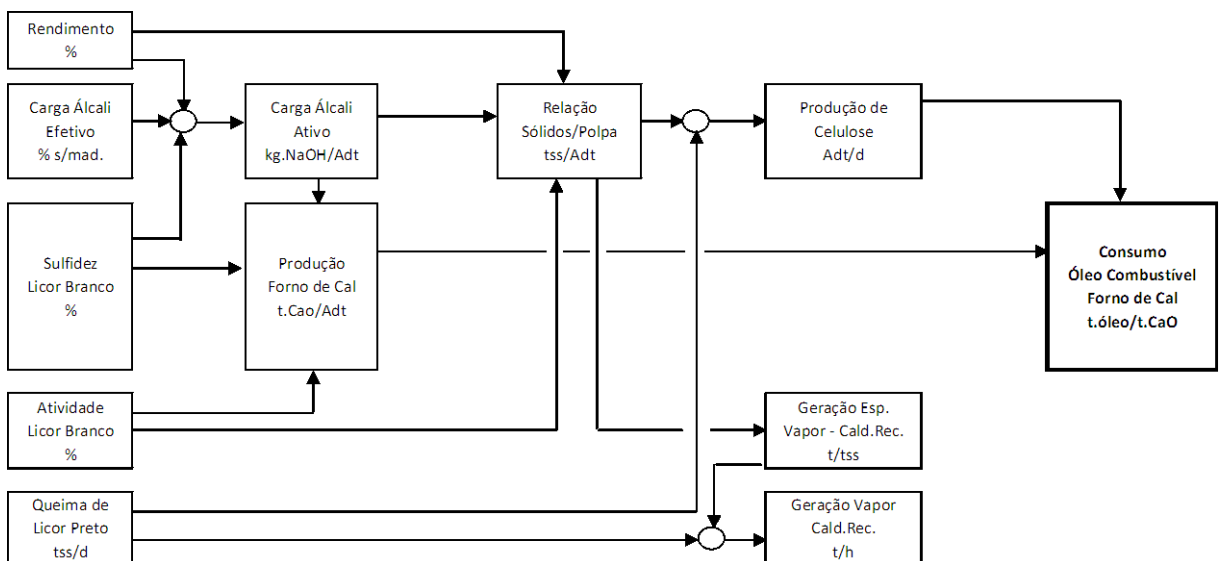 Rendimento
%
Carga Álcali
Efetivo
% s/mad.
Carga Álcali
Ativo
kg.NaOH/Adt
Relação
Sólidos/Polpa
tss/Adt
Produção de
Celulose
Adt/d
Sulfidez
Licor Branco
%
Produção
Forno de Cal
t.Cao/Adt
Consumo
Óleo Combustível
Forno de Cal
t.óleo/t.CaO
Atividade
Licor Branco
%
Geração Esp.
Vapor - Cald.Rec.
t/tss
Queima de
Licor Preto
tss/d
Geração Vapor
Cald.Rec.
t/h